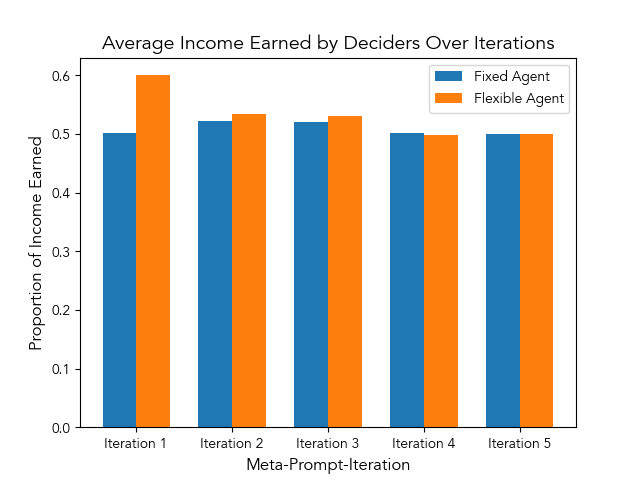 Average Income Earned by Deciders Over Iterations
Fixed Agent
Flexible Agent
Proportion of Income Earned
0.6
0.5
0.4
0.3
0.2
0.1
0.0
Iteration 1 Iteration 2 Iteration 3 Iteration 4 Iteration 5
Meta-Prompt-Iteration